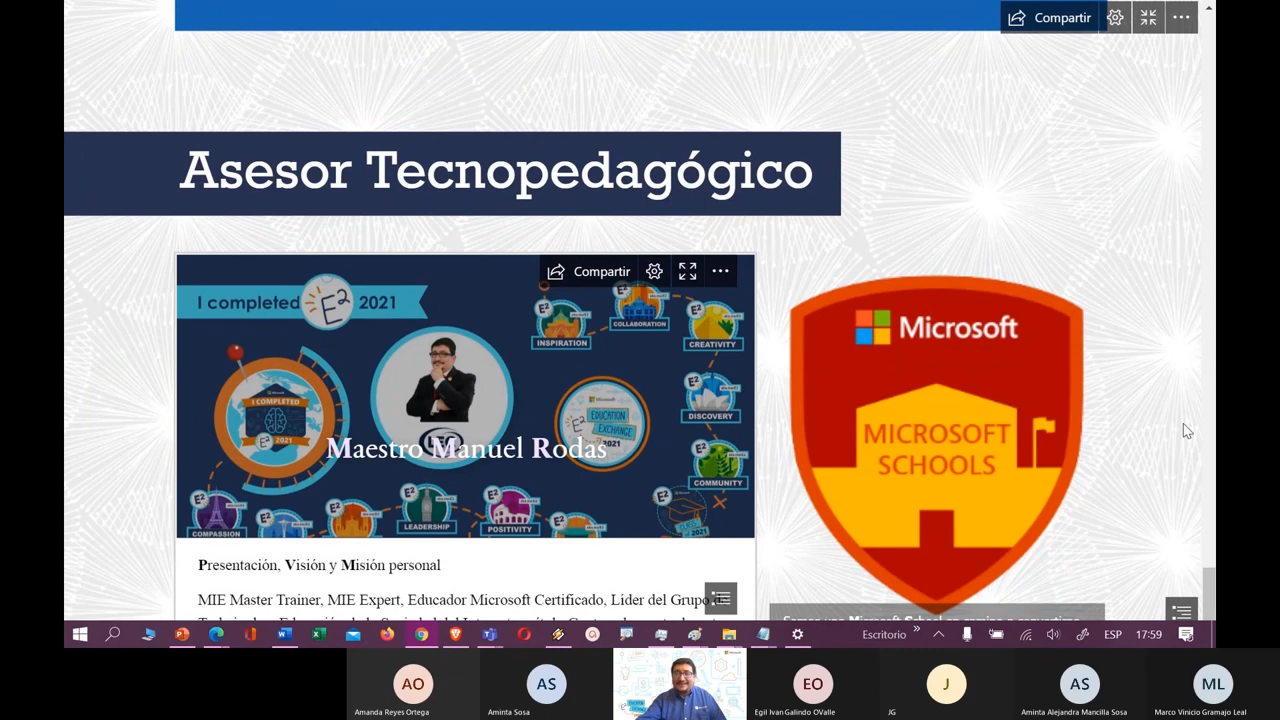 Compartir
Asesor Tecnopedagógico
Compartir
I completed E² 2021
INSPIRATION
COLLABORATION
CREATIVITY
DISCOVERY
COMMUNITY
COMPASSION
LEADERSHIP
POSITIVITY
I COMPLETED
E² 2021
Microsoft
EDUCATION
EXCHANGE
2021
Maestro Manuel Rodas
Microsoft
MICROSOFT
SCHOOLS
Presentación, Visión y Misión personal
MIE Master Trainer, MIE Expert, Educador Microsoft Certificado, Líder del Grupo
Escritorio
ESP
17:59
AO
Amanda Reyes Ortega
AS
Aminta Sosa
EO
Egil Ivan Galindo OValle
J
JG
AS
Aminta Alejandra Mancilla Sosa
ML
Marco Vinicio Gramajo Leal